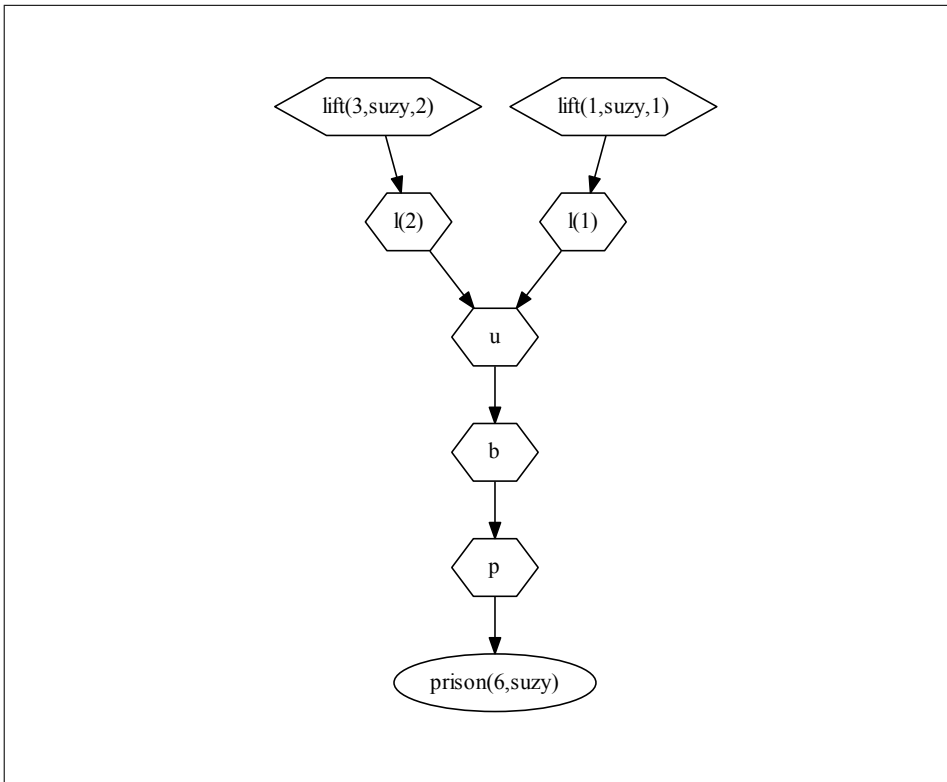 lift(3,suzy,2)
lift(1,suzy,1)
l(2)
l(1)
u
b
p
prison(6,suzy)